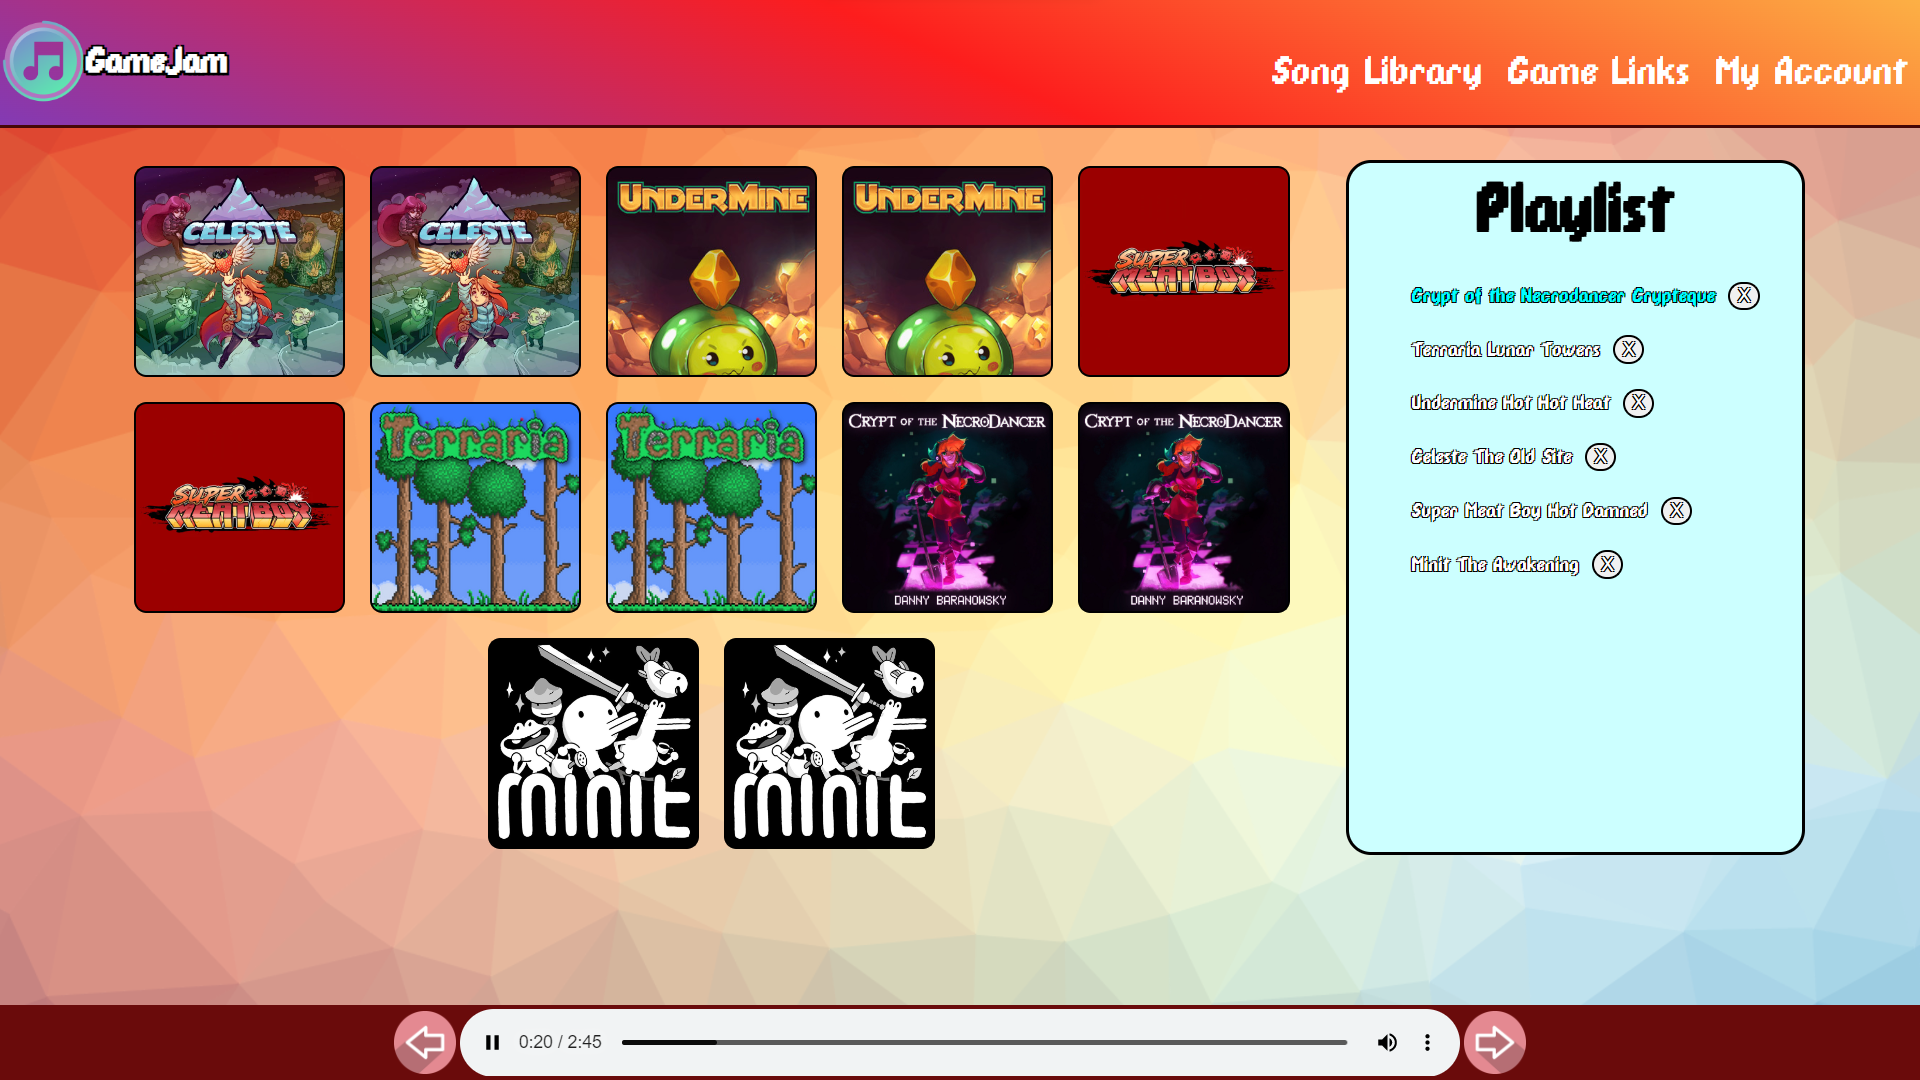 GameJam
Song Library Game Links My Account
CELESTE
CELESTE
UNDERMINE
UNDERMINE
SUPER
MEAT BOY
SUPER
MEAT BOY
Terraria
Terraria
CRYPT OF THE NECRODANCER
DANNY BARANOWSKY
CRYPT OF THE NECRODANCER
DANNY BARANOWSKY
minit
minit
Playlist
Crypt of the Necrodancer Crypteque X
Terraria Lunar Towers X
Undermine Hot Hot Heat X
Celeste The Old Site X
Super Meat Boy Hot Damned X
Minit The Awakening X
0:20 / 2:45